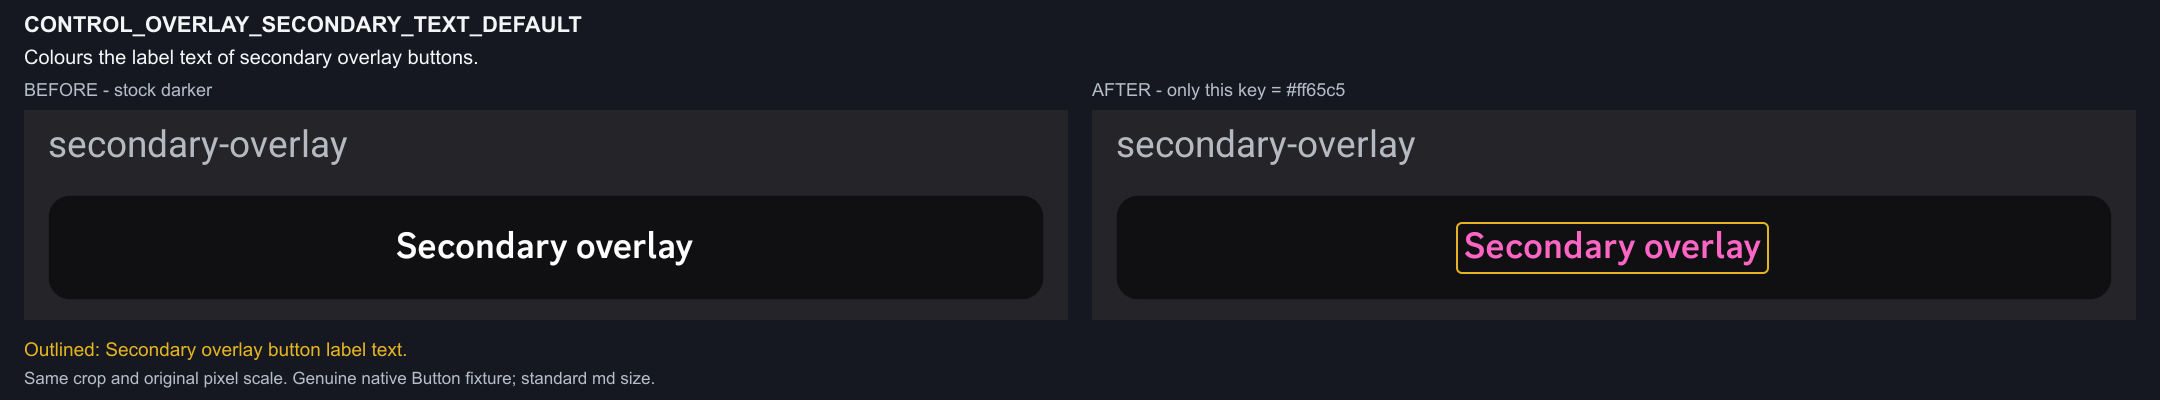 CONTROL_OVERLAY_SECONDARY_TEXT_DEFAULT
Colours the label text of secondary overlay buttons.
BEFORE - stock darker
secondary-overlay
Secondary overlay
AFTER - only this key = #ff65c5
secondary-overlay
Secondary overlay
Outlined: Secondary overlay button label text.
Same crop and original pixel scale. Genuine native Button fixture; standard md size.